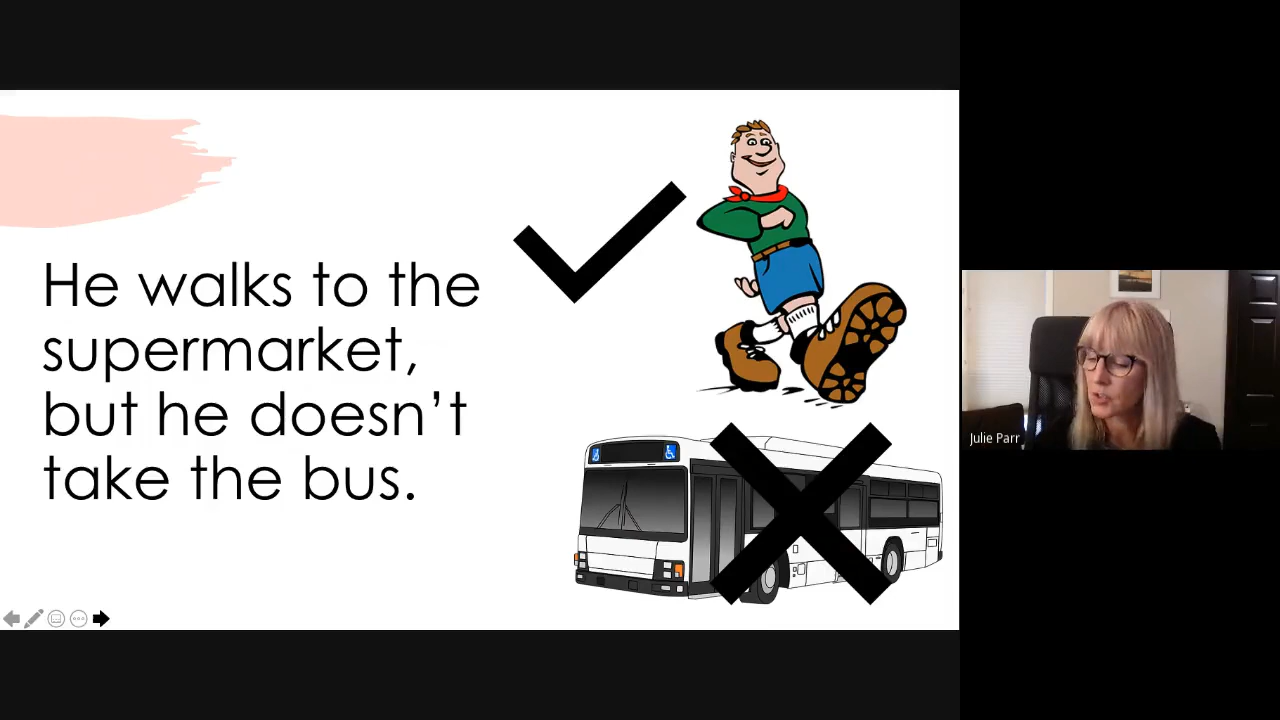 He walks to the
supermarket,
but he doesn’t
take the bus.
Julie Parr